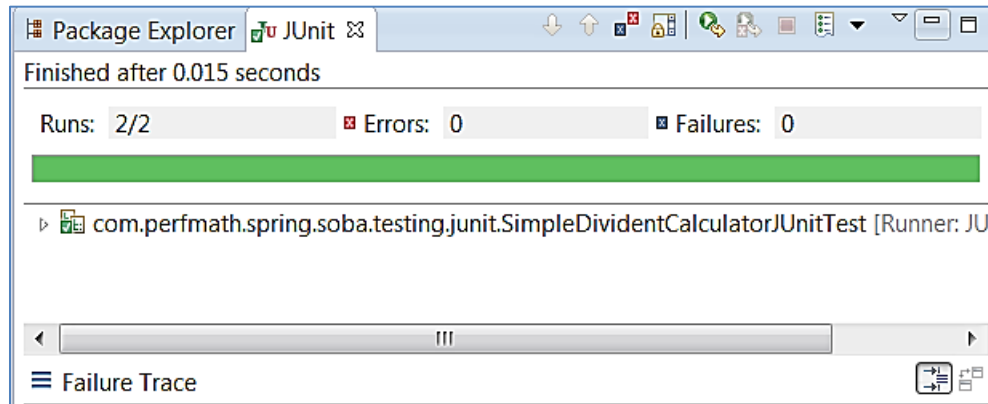 Package Explorer JUnit
Finished after 0.015 seconds
Runs: 2/2 Errors: 0 Failures: 0
com.perfmath.spring.soba.testing.junit.SimpleDividentCalculatorJUnitTest [Runner: JU
Failure Trace